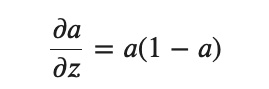 ∂a/∂z = a(1 − a)